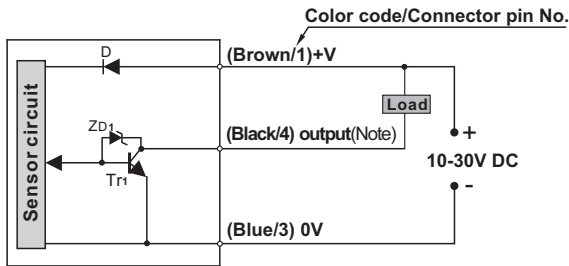 Color code/Connector pin No.
D
(Brown/1)+V
Load
ZD1
(Black/4) output(Note)
+
10-30V DC
Sensor circuit
Tr1
-
(Blue/3) 0V